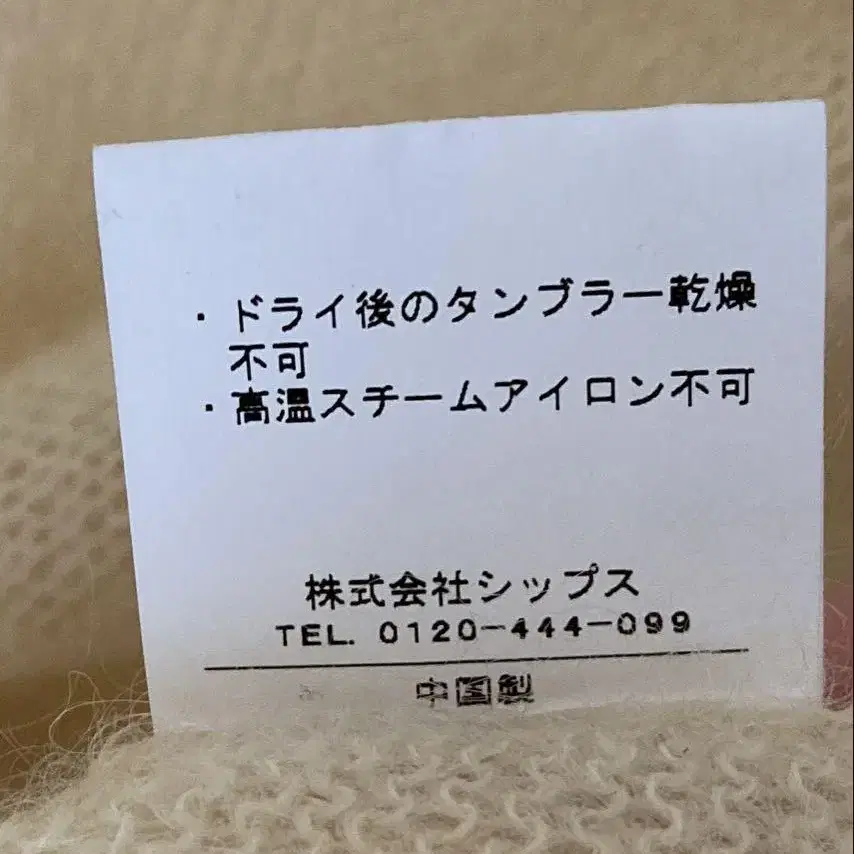 ・ドライ後のタンブラー乾燥
不可
・高温スチームアイロン不可
株式会社シップス
TEL. 0120-444-099
中国製